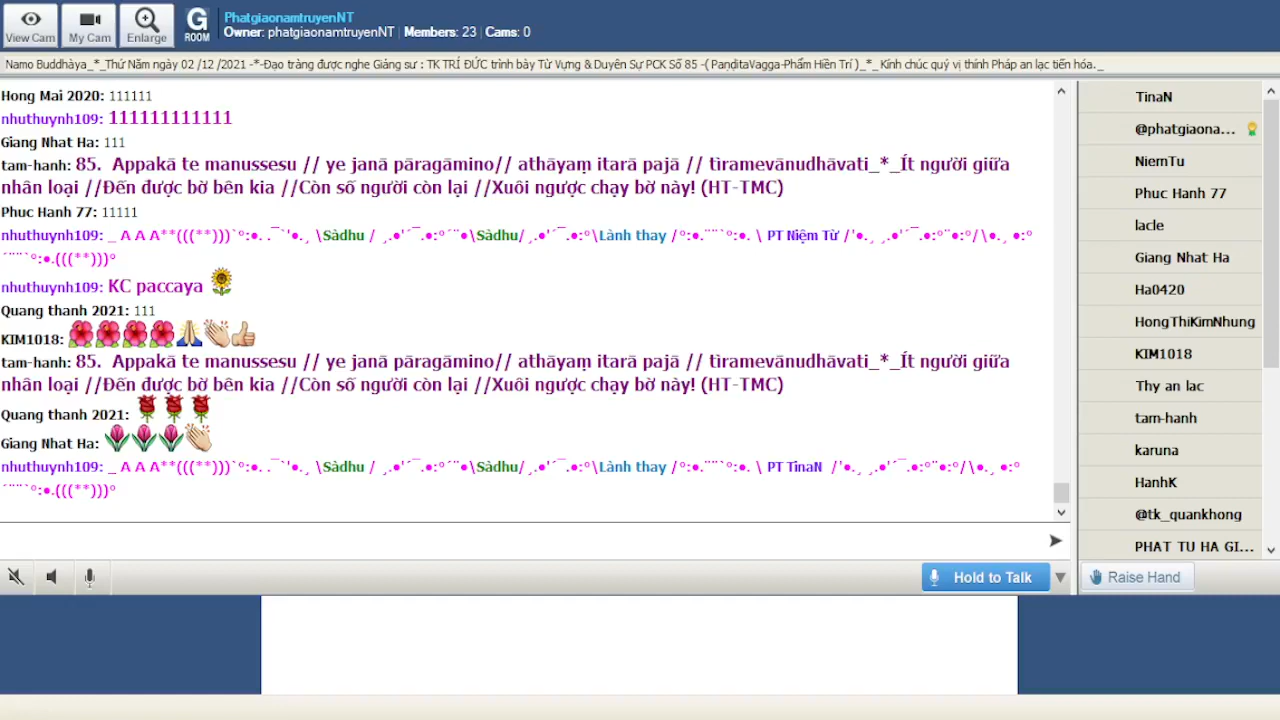 View Cam
My Cam
Enlarge
G
ROOM
PhatgiaonamtruyenNT
Owner: phatgiaonamtruyenNT | Members: 23 | Cams: 0
Namo Buddhàya_*_Thứ Năm ngày 02 /12 /2021 -*-Đạo tràng được nghe Giảng sư : TK TRÍ ĐỨC trình bày Từ Vựng & Duyên Sự PCK Số 85 -( PaṇḍitaVagga-Phẩm Hiền Trí )_*_ Kính chúc quý vị thính Pháp an lạc tiến hóa._
Hong Mai 2020: 111111
nhuthuynh109: 111111111111
Giang Nhat Ha: 111
tam-hanh: 85. Appakā te manussesu // ye janā pāragāmino// athāyaṃ itarā pajā // tìramevānudhāvati_*_Ít người giữa
nhân loại //Đến được bờ bên kia //Còn số người còn lại //Xuôi ngược chạy bờ này! (HT-TMC)
Phuc Hanh 77: 11111
nhuthuynh109: _ A A A**(((**)))`°:•. .¯`'•.¸ \Sàdhu / ¸.•'´¯.•:°´¨•\Sàdhu/¸.•'´¯.•:°\Lành thay /°:•.¨¨`°:•. \ PT Niệm Từ /'•.¸ ¸.•'´¯.•:°¨•:°/\•.¸ •:°
´¨¨`°:•.(((**)))°
nhuthuynh109: KC paccaya 🌻
Quang thanh 2021: 111
KIM1018: 🌺🌺🌺🌺🙏👏👍
tam-hanh: 85. Appakā te manussesu // ye janā pāragāmino// athāyaṃ itarā pajā // tìramevānudhāvati_*_Ít người giữa
nhân loại //Đến được bờ bên kia //Còn số người còn lại //Xuôi ngược chạy bờ này! (HT-TMC)
Quang thanh 2021: 🌹🌹🌹
Giang Nhat Ha: 🌷🌷🌷👏
nhuthuynh109: _ A A A**(((**)))`°:•. .¯`'•.¸ \Sàdhu / ¸.•'´¯.•:°´¨•\Sàdhu/¸.•'´¯.•:°\Lành thay /°:•.¨¨`°:•. \ PT TinaN /'•.¸ ¸.•'´¯.•:°¨•:°/\•.¸ •:°
´¨¨`°:•.(((**)))°
TinaN
@phatgiaona...
NiemTu
Phuc Hanh 77
lacle
Giang Nhat Ha
Ha0420
HongThiKimNhung
KIM1018
Thy an lac
tam-hanh
karuna
HanhK
@tk_quankhong
PHAT TU HA GI...
Hold to Talk
Raise Hand